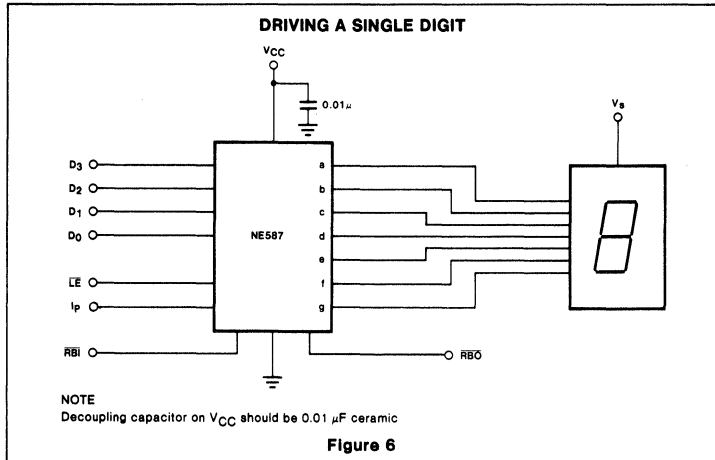 DRIVING A SINGLE DIGIT
VCC
0.01μ
Vs
D3
D2
D1
D0
LE
Ip
RBI
NE587
a
b
c
d
e
f
g
RBO
NOTE
Decoupling capacitor on VCC should be 0.01 μF ceramic
Figure 6